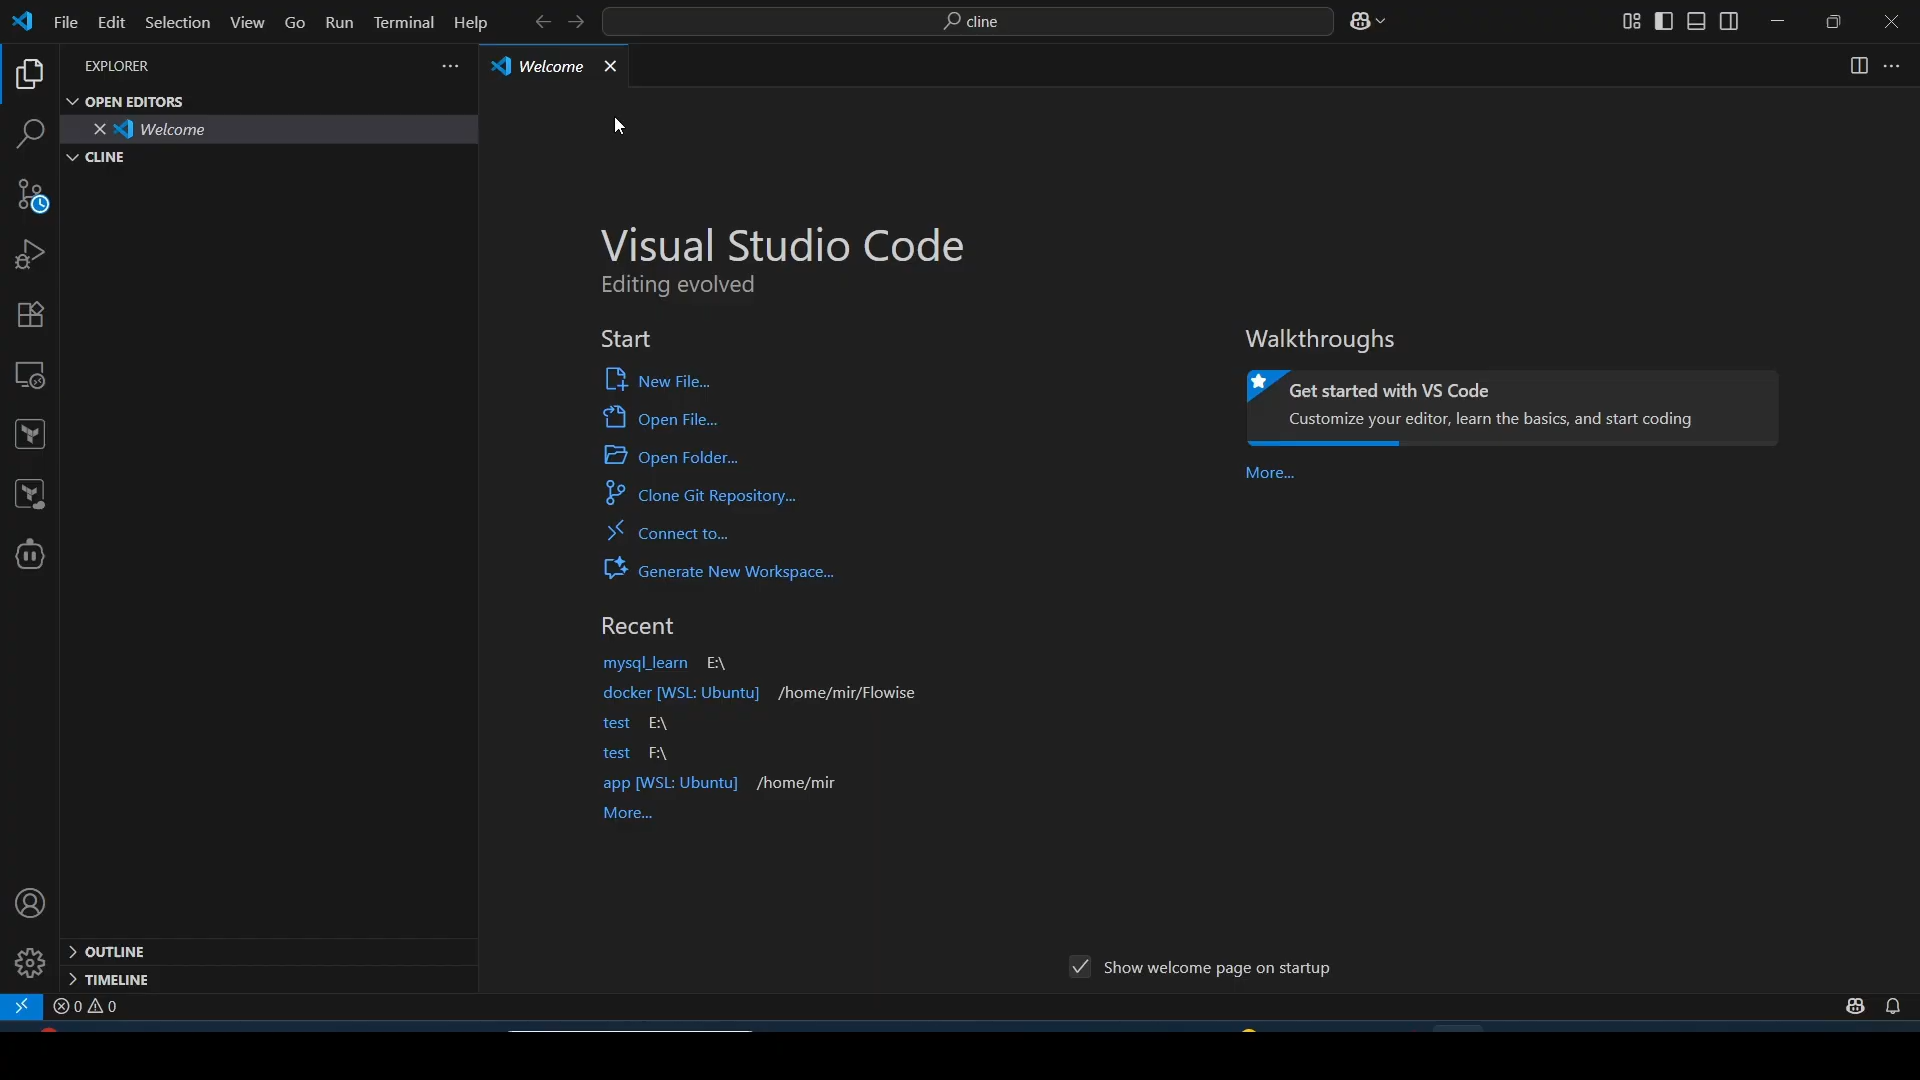 File Edit Selection View Go Run Terminal Help
cline
EXPLORER
OPEN EDITORS
Welcome
CLINE
OUTLINE
TIMELINE
Welcome
Visual Studio Code
Editing evolved
Start
New File...
Open File...
Open Folder...
Clone Git Repository...
Connect to...
Generate New Workspace...
Recent
mysql_learn E:\
docker [WSL: Ubuntu] /home/mir/Flowise
test E:\
test F:\
app [WSL: Ubuntu] /home/mir
More...
Walkthroughs
Get started with VS Code
Customize your editor, learn the basics, and start coding
More...
Show welcome page on startup
0 0